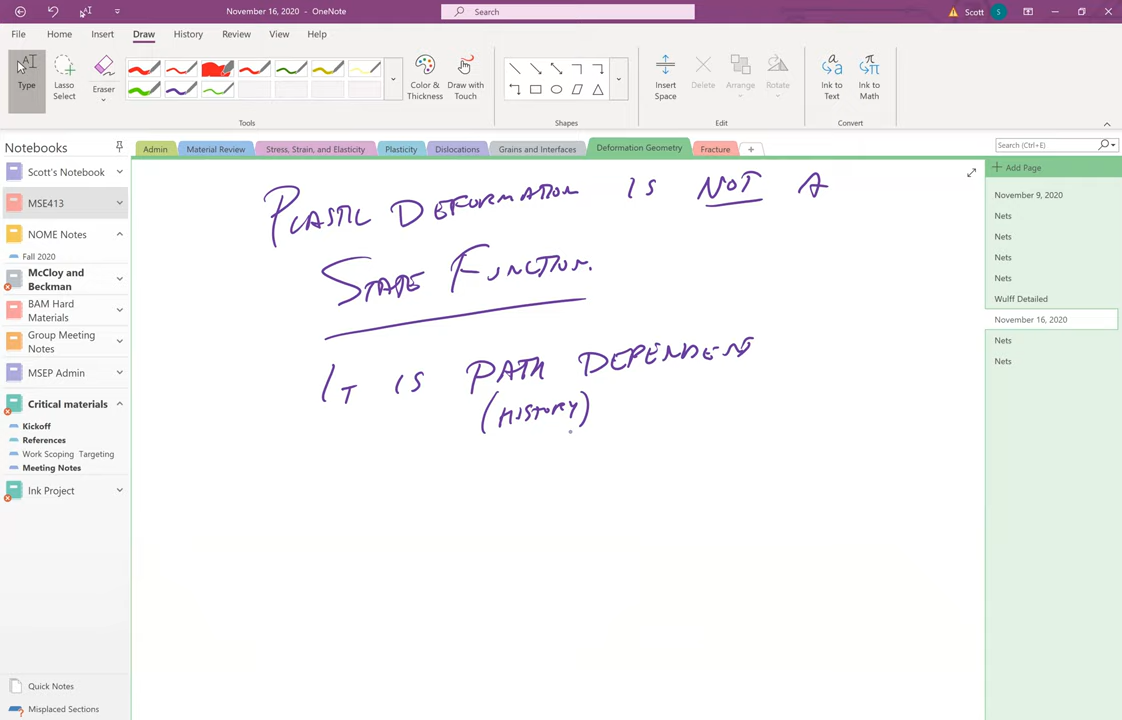 November 16, 2020 - OneNote
Search
Scott
S
File
Home
Insert
Draw
History
Review
View
Help
Type
Lasso
Select
Eraser
Color &
Thickness
Draw with
Touch
Insert
Space
Delete
Arrange
Rotate
Ink to
Text
Ink to
Math
Tools
Shapes
Edit
Convert
Notebooks
Admin
Material Review
Stress, Strain, and Elasticity
Plasticity
Dislocations
Grains and Interfaces
Deformation Geometry
Fracture
Search (Ctrl+E)
Scott's Notebook
MSE413
NOME Notes
Fall 2020
McCloy and
Beckman
BAM Hard
Materials
Group Meeting
Notes
MSEP Admin
Critical materials
Kickoff
References
Work Scoping Targeting
Meeting Notes
Ink Project
Quick Notes
Misplaced Sections
PLASTIC DEFORMATION IS NOT A
STATE FUNCTION.
IT IS PATH DEPENDENT
(HISTORY)
Add Page
November 9, 2020
Nets
Nets
Nets
Nets
Wulff Detailed
November 16, 2020
Nets
Nets